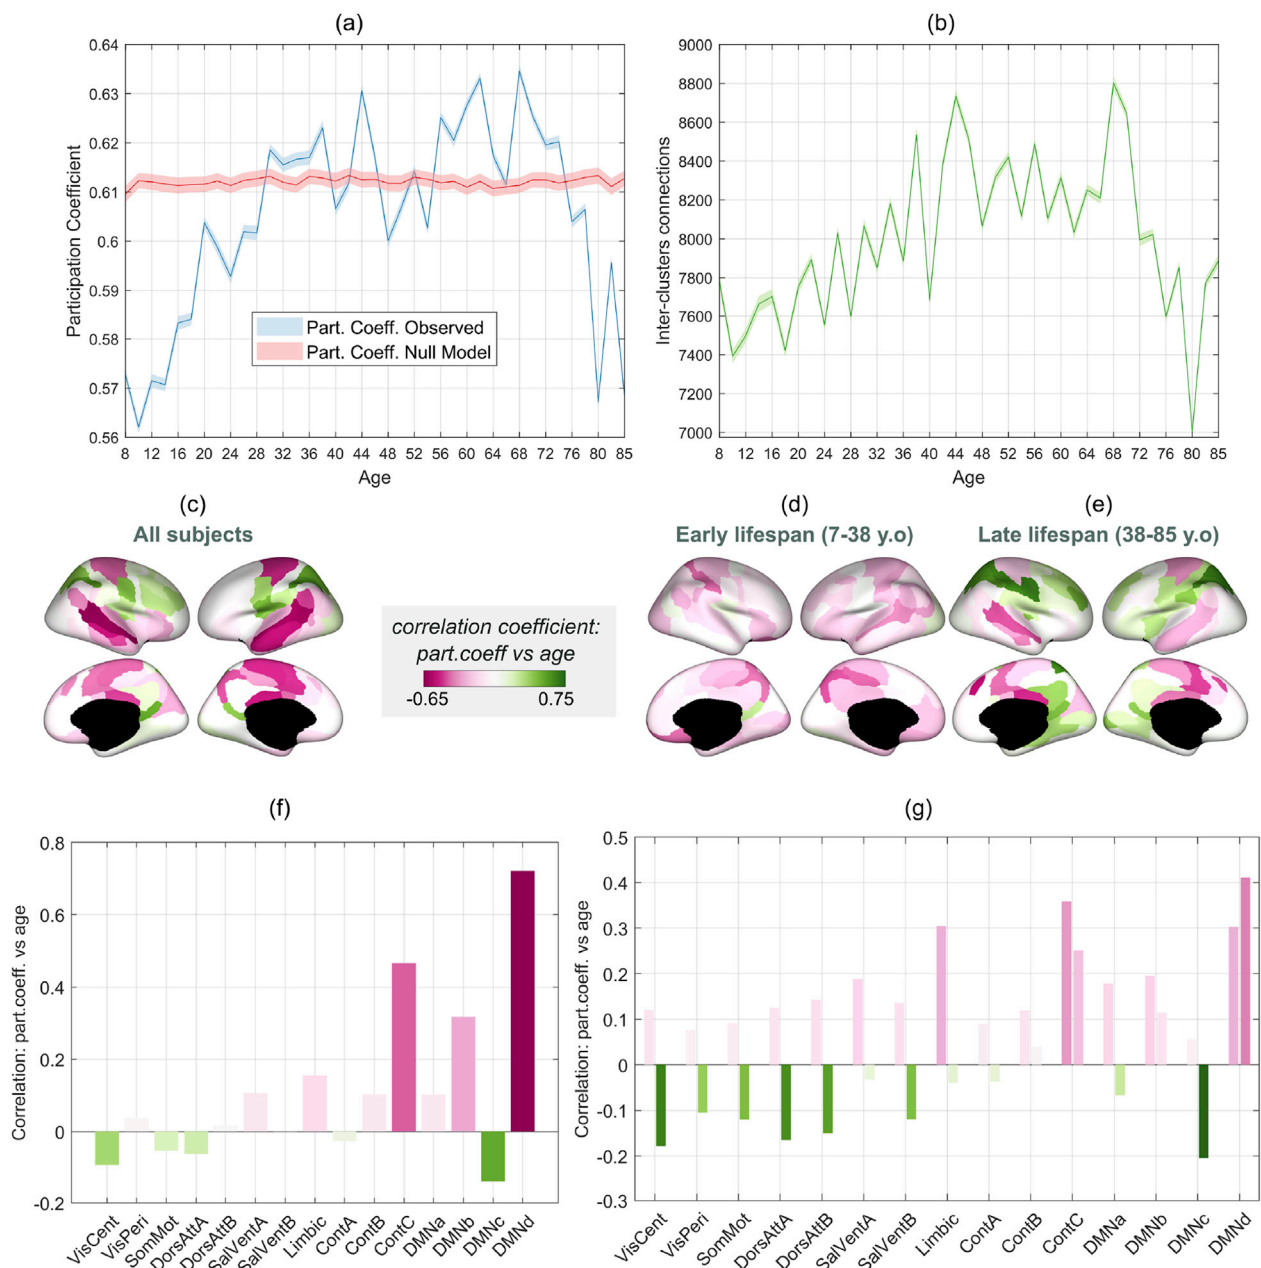 (a)
0.64
0.63
0.62
0.61
0.6
0.59
0.58
0.57
0.56
Participation Coefficient
Part. Coeff. Observed
Part. Coeff. Null Model
8 12 16 20 24 28 32 36 40 44 48 52 56 60 64 68 72 76 80 85
Age
(b)
9000
8800
8600
8400
8200
8000
7800
7600
7400
7200
7000
Inter-clusters connections
8 12 16 20 24 28 32 36 40 44 48 52 56 60 64 68 72 76 80 85
Age
(c)
All subjects
correlation coefficient:
part.coeff vs age
-0.65 0.75
(d)
Early lifespan (7-38 y.o)
(e)
Late lifespan (38-85 y.o)
(f)
0.8
0.6
0.4
0.2
0
-0.2
Correlation: part.coeff. vs age
VisCent
VisPeri
SomMot
DorsAttA
DorsAttB
SalVentA
SalVentB
Limbic
ContA
ContB
ContC
DMNa
DMNb
DMNc
DMNd
(g)
0.5
0.4
0.3
0.2
0.1
0
-0.1
-0.2
-0.3
Correlation: part.coeff. vs age
VisCent
VisPeri
SomMot
DorsAttA
DorsAttB
SalVentA
SalVentB
Limbic
ContA
ContB
ContC
DMNa
DMNb
DMNc
DMNd